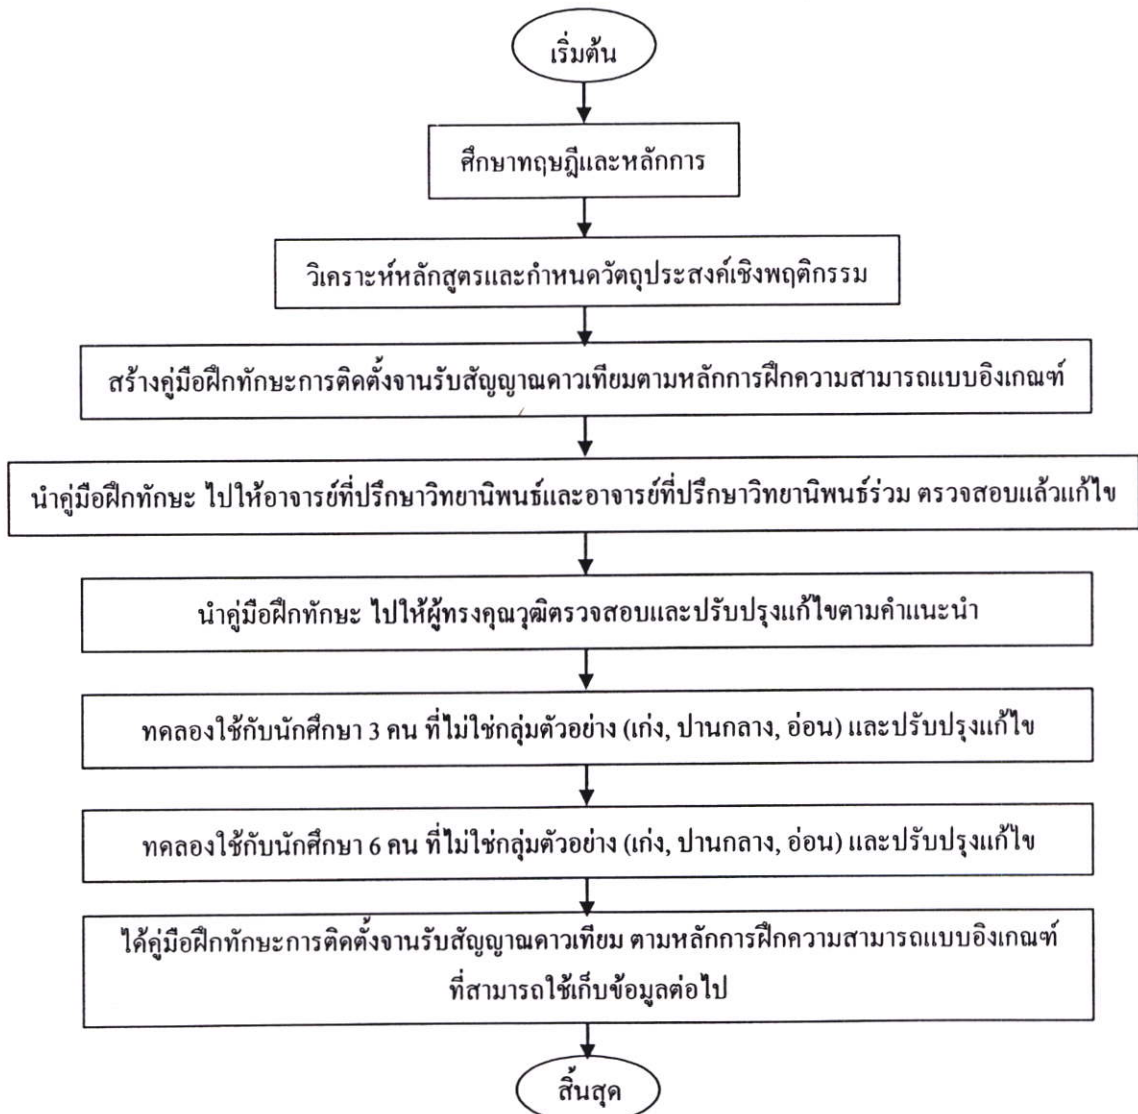 เริ่มต้น
ศึกษาทฤษฎีและหลักการ
วิเคราะห์หลักสูตรและกำหนดวัตถุประสงค์เชิงพฤติกรรม
สร้างคู่มือฝึกทักษะการติดตั้งจานรับสัญญาณดาวเทียมตามหลักการฝึกความสามารถแบบอิงเกณฑ์
นำคู่มือฝึกทักษะ ไปให้อาจารย์ที่ปรึกษาวิทยานิพนธ์และอาจารย์ที่ปรึกษาวิทยานิพนธ์ร่วม ตรวจสอบแล้วแก้ไข
นำคู่มือฝึกทักษะ ไปให้ผู้ทรงคุณวุฒิตรวจสอบและปรับปรุงแก้ไขตามคำแนะนำ
ทดลองใช้กับนักศึกษา 3 คน ที่ไม่ใช่กลุ่มตัวอย่าง (เก่ง, ปานกลาง, อ่อน) และปรับปรุงแก้ไข
ทดลองใช้กับนักศึกษา 6 คน ที่ไม่ใช่กลุ่มตัวอย่าง (เก่ง, ปานกลาง, อ่อน) และปรับปรุงแก้ไข
ได้คู่มือฝึกทักษะการติดตั้งจานรับสัญญาณดาวเทียม ตามหลักการฝึกความสามารถแบบอิงเกณฑ์
ที่สามารถใช้เก็บข้อมูลต่อไป
สิ้นสุด